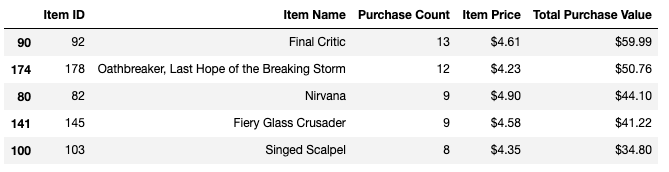 Item ID Item Name Purchase Count Item Price Total Purchase Value
90 92 Final Critic 13 $4.61 $59.99
174 178 Oathbreaker, Last Hope of the Breaking Storm 12 $4.23 $50.76
80 82 Nirvana 9 $4.90 $44.10
141 145 Fiery Glass Crusader 9 $4.58 $41.22
100 103 Singed Scalpel 8 $4.35 $34.80